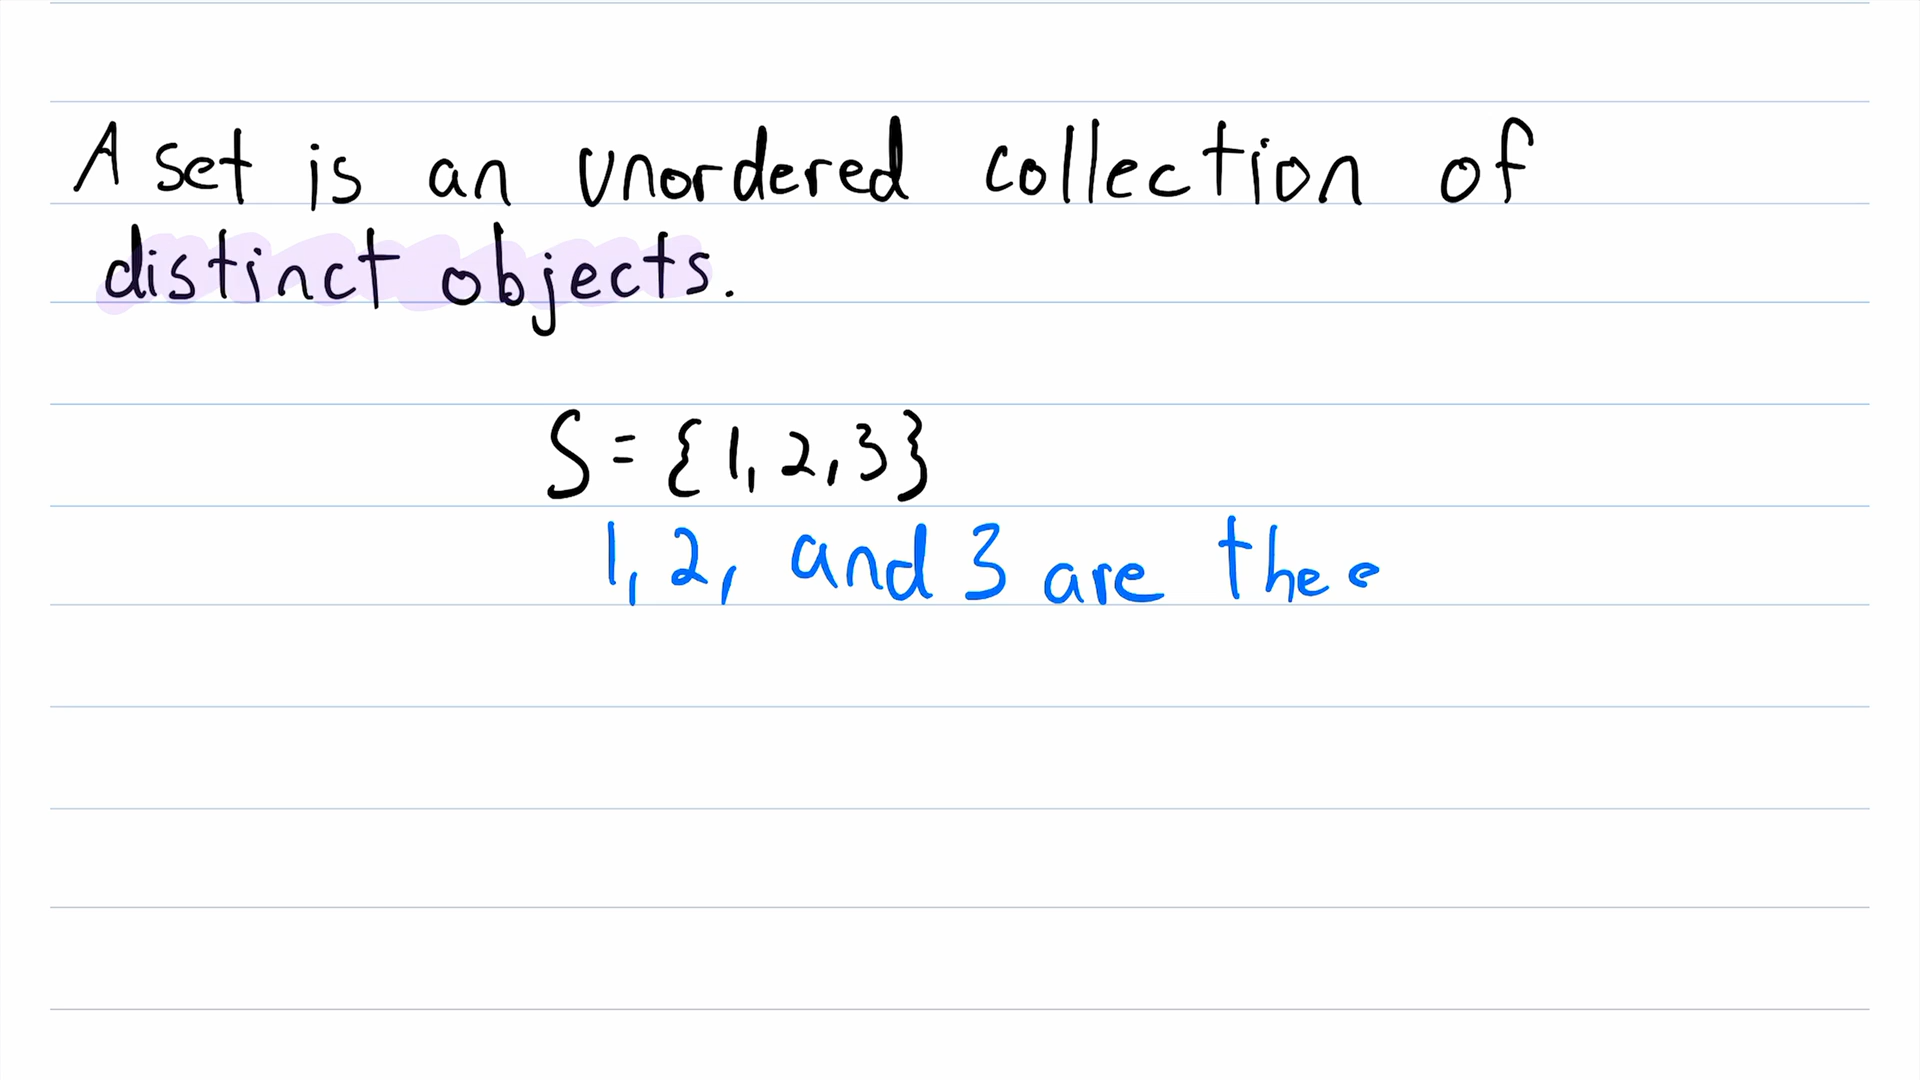 A set is an unordered collection of
distinct objects.
S = {1, 2, 3}
1, 2, and 3 are the e